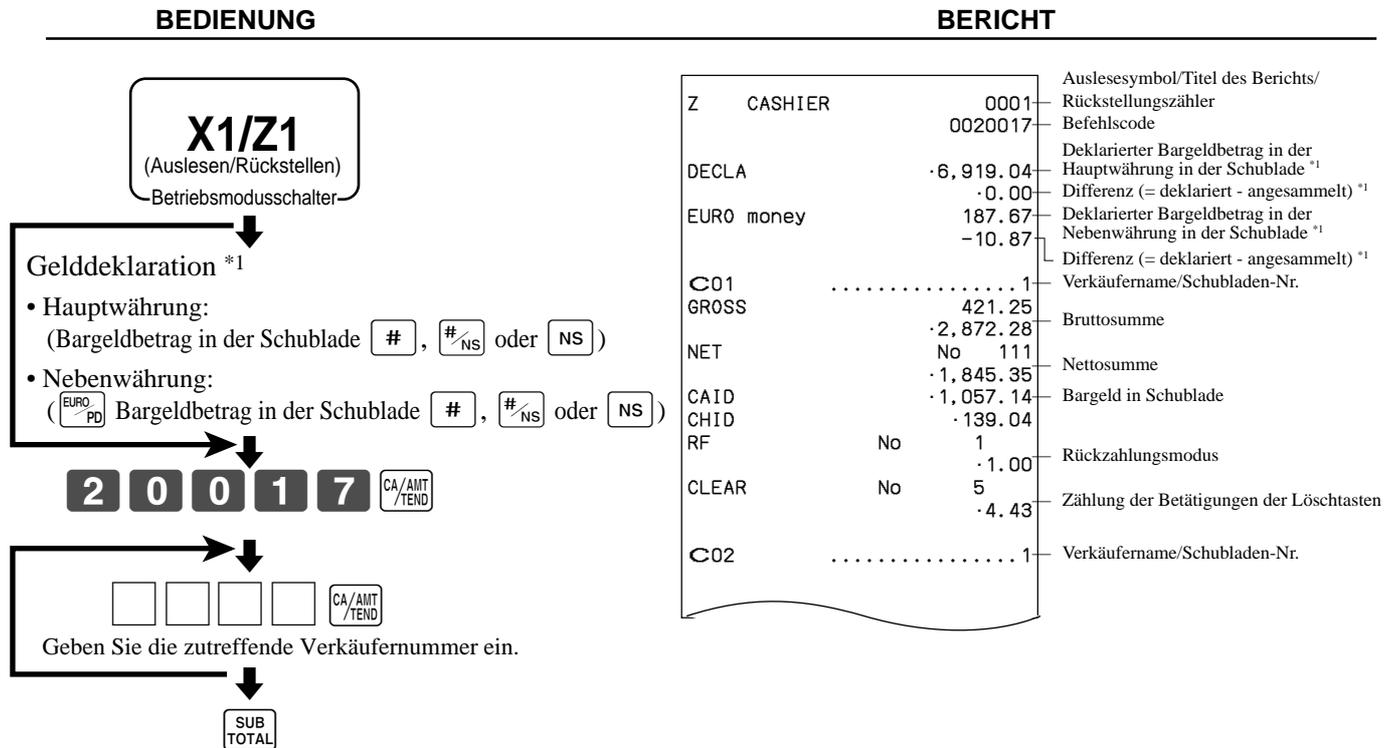 BEDIENUNG
X1/Z1
(Auslesen/Rückstellen)
Betriebsmodusschalter
Gelddeklaration *1
• Hauptwährung:
(Bargeldbetrag in der Schublade #, #/NS oder NS)
• Nebenwährung:
(EURO/PD Bargeldbetrag in der Schublade #, #/NS oder NS)
2 0 0 1 7 CA/AMT/TEND
CA/AMT/TEND
Geben Sie die zutreffende Verkäufernummer ein.
SUB
TOTAL
BERICHT
Auslesesymbol/Titel des Berichts/
Z CASHIER 0001 Rückstellungszähler
0020017 Befehlscode
Deklarierter Bargeldbetrag in der
DECLA ·6,919.04 Hauptwährung in der Schublade *1
·0.00 Differenz (= deklariert - angesammelt) *1
EURO money 187.67 Deklarierter Bargeldbetrag in der
Nebenwährung in der Schublade *1
-10.87
Differenz (= deklariert - angesammelt) *1
C01 ................1 Verkäufername/Schubladen-Nr.
GROSS 421.25
Bruttosumme
·2,872.28
NET No 111
Nettosumme
·1,845.35
CAID ·1,057.14 Bargeld in Schublade
CHID ·139.04
RF No 1
Rückzahlungsmodus
·1.00
CLEAR No 5
Zählung der Betätigungen der Löschtasten
·4.43
C02 ................1 Verkäufername/Schubladen-Nr.